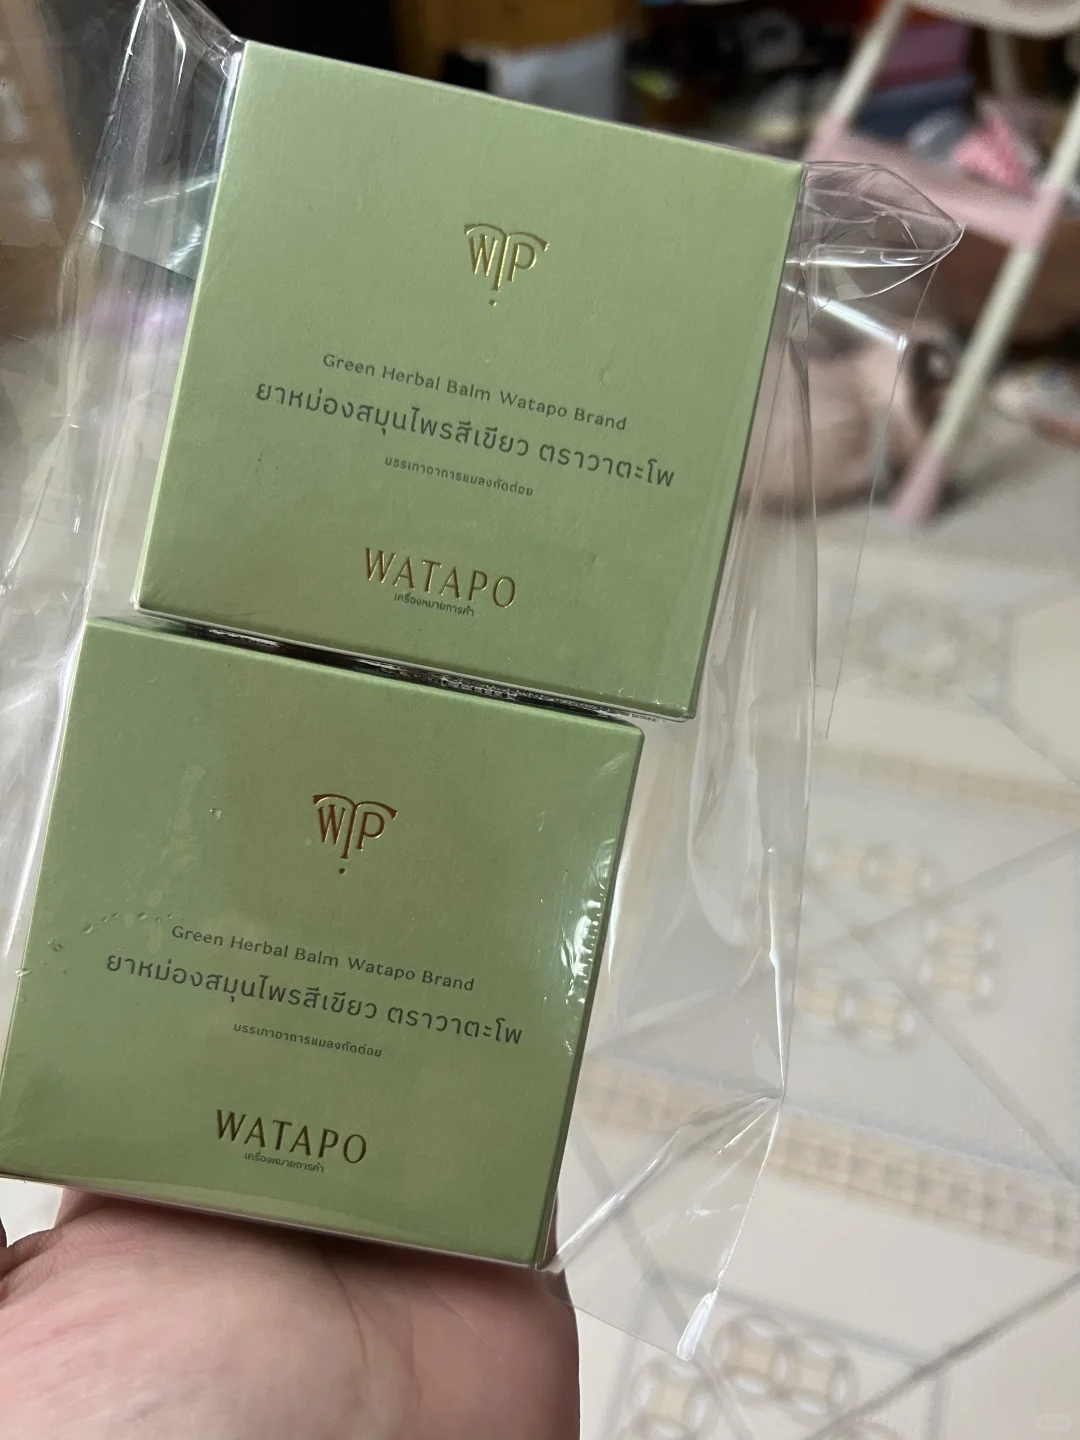 WTP
Green Herbal Balm Watapo Brand
ยาหม่องสมุนไพรสีเขียว ตราวาตะโพ
บรรเทาอาการแมลงกัดต่อย
WATAPO
เครื่องหมายการค้า
WTP
Green Herbal Balm Watapo Brand
ยาหม่องสมุนไพรสีเขียว ตราวาตะโพ
บรรเทาอาการแมลงกัดต่อย
WATAPO
เครื่องหมายการค้า